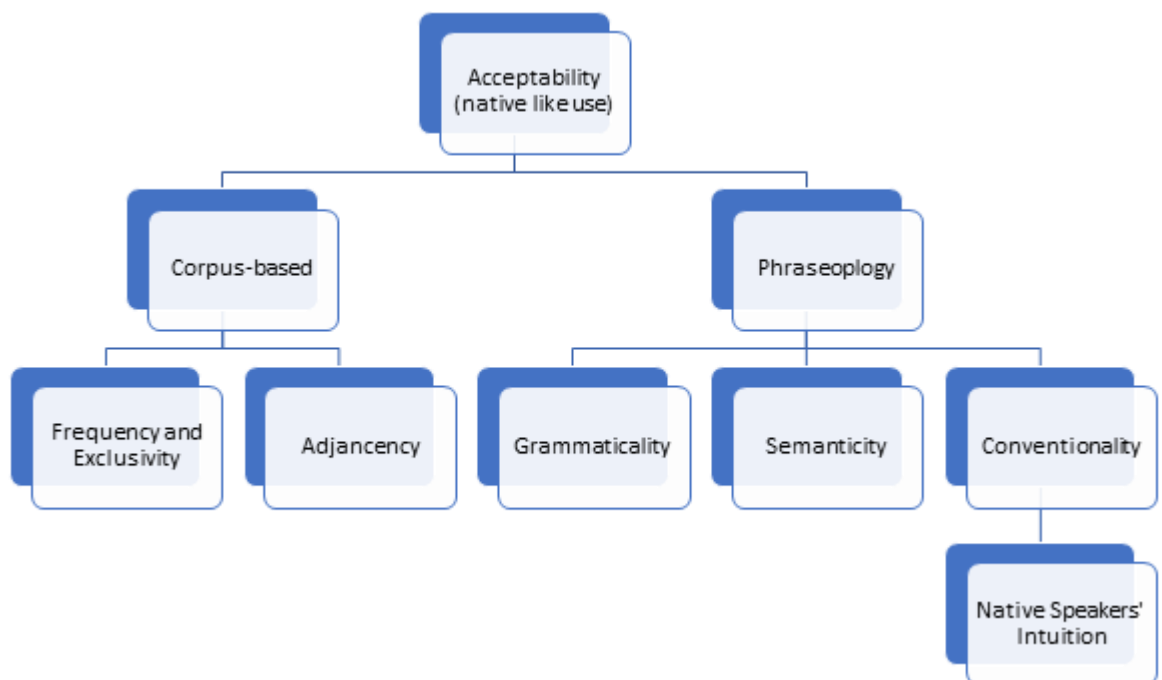 Acceptability
(native like use)
Corpus-based
Phraseoplogy
Frequency and
Exclusivity
Adjancency
Grammaticality
Semanticity
Conventionality
Native Speakers'
Intuition